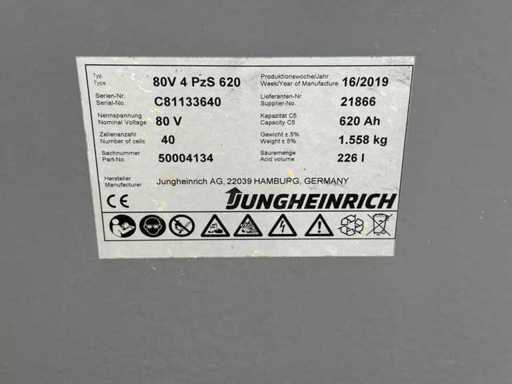 Typ. Type. 80V 4 PzS 620 Produktionswoche/Jahr Week/Year of Manufacture 16/2019
Serien-Nr. Serial-No. C81133640 Lieferanten-Nr. Supplier-No. 21866
Nennspannung Nominal Voltage 80 V Kapazität C5 Capacity C5 620 Ah
Zellenanzahl Number of cells 40 Gewicht ± 5% Weight ± 5% 1.558 kg
Sachnummer Part-No 50004134 Säuremenge Acid volume 226 l
Hersteller Manufacturer Jungheinrich AG, 22039 HAMBURG, GERMANY
CE JUNGHEINRICH
Pb